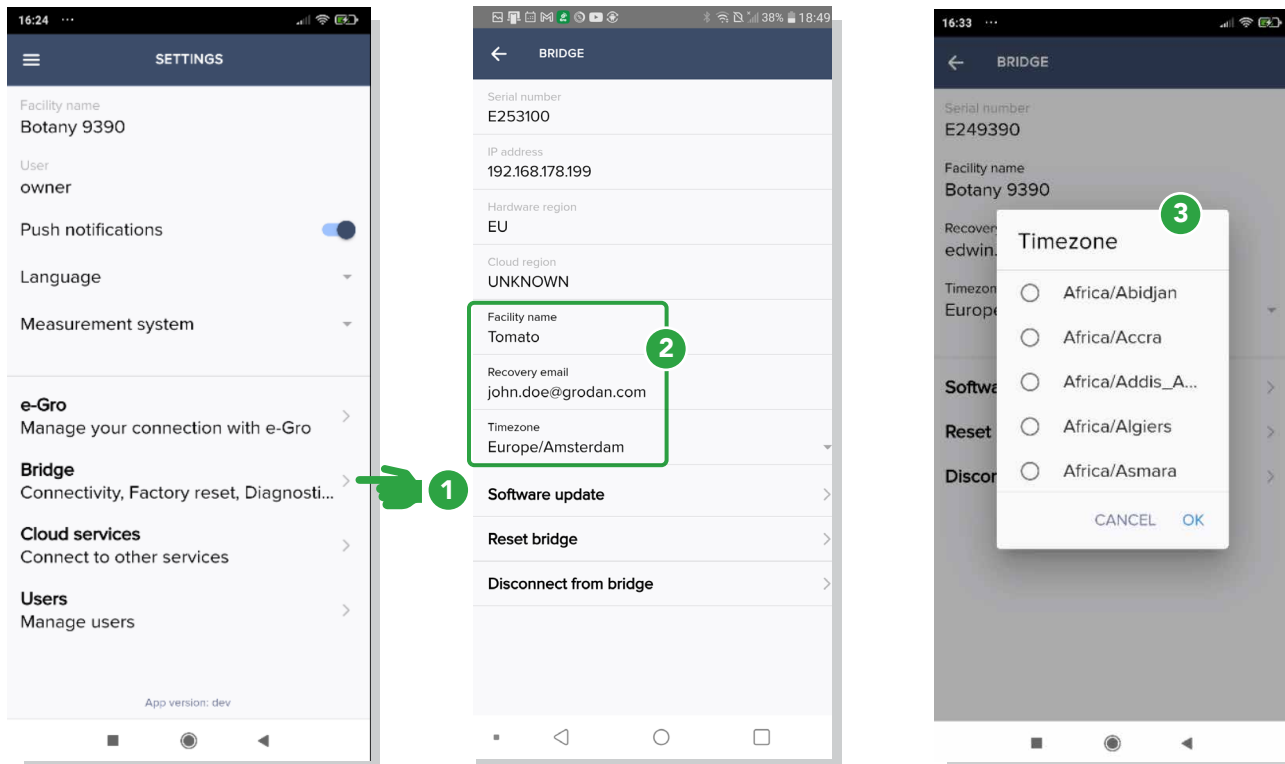 16:24 ···
SETTINGS
Facility name
Botany 9390
User
owner
Push notifications
Language
Measurement system
e-Gro
Manage your connection with e-Gro
Bridge
Connectivity, Factory reset, Diagnosti...
Cloud services
Connect to other services
Users
Manage users
App version: dev
1
38% 18:49
BRIDGE
Serial number
E253100
IP address
192.168.178.199
Hardware region
EU
Cloud region
UNKNOWN
Facility name
Tomato
2
Recovery email
john.doe@grodan.com
Timezone
Europe/Amsterdam
Software update
Reset bridge
Disconnect from bridge
16:33 ···
BRIDGE
Serial number
E249390
Facility name
Botany 9390
Recover
edwin.
Timezon
Europe
Softwa
Reset
Discon
3
Timezone
Africa/Abidjan
Africa/Accra
Africa/Addis_A...
Africa/Algiers
Africa/Asmara
CANCEL OK